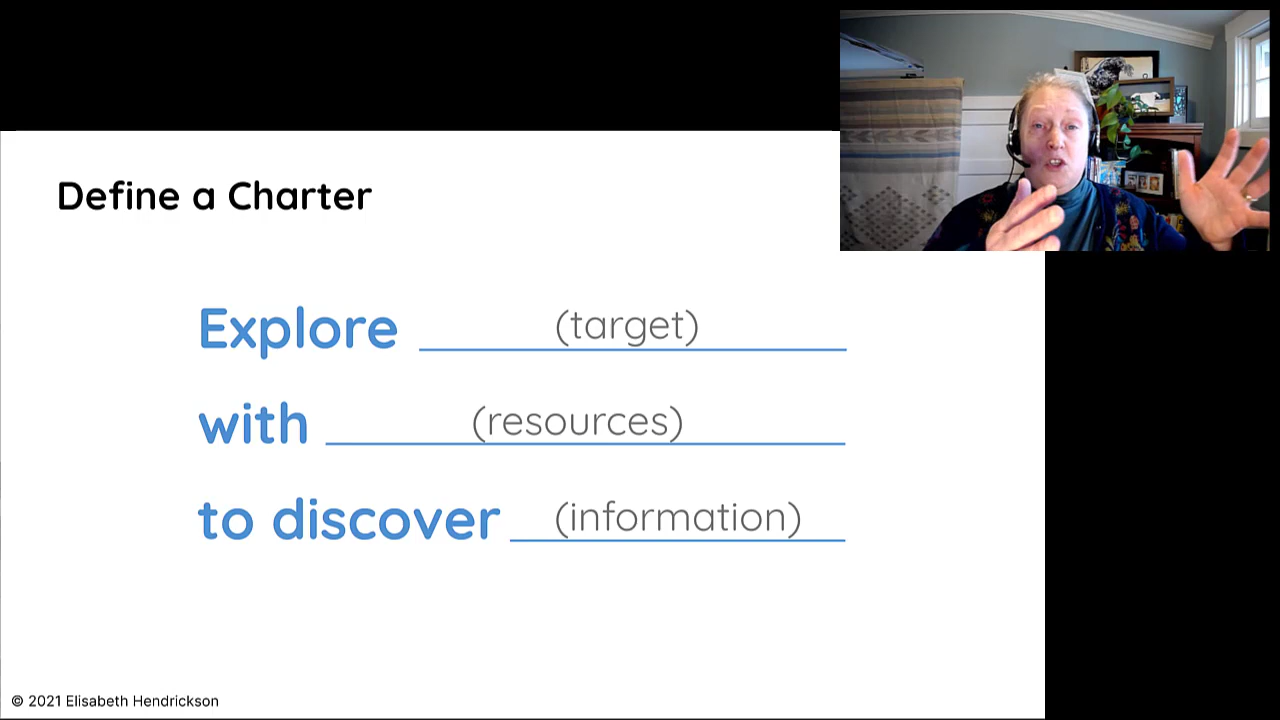 Define a Charter
Explore (target)
with (resources)
to discover (information)
© 2021 Elisabeth Hendrickson